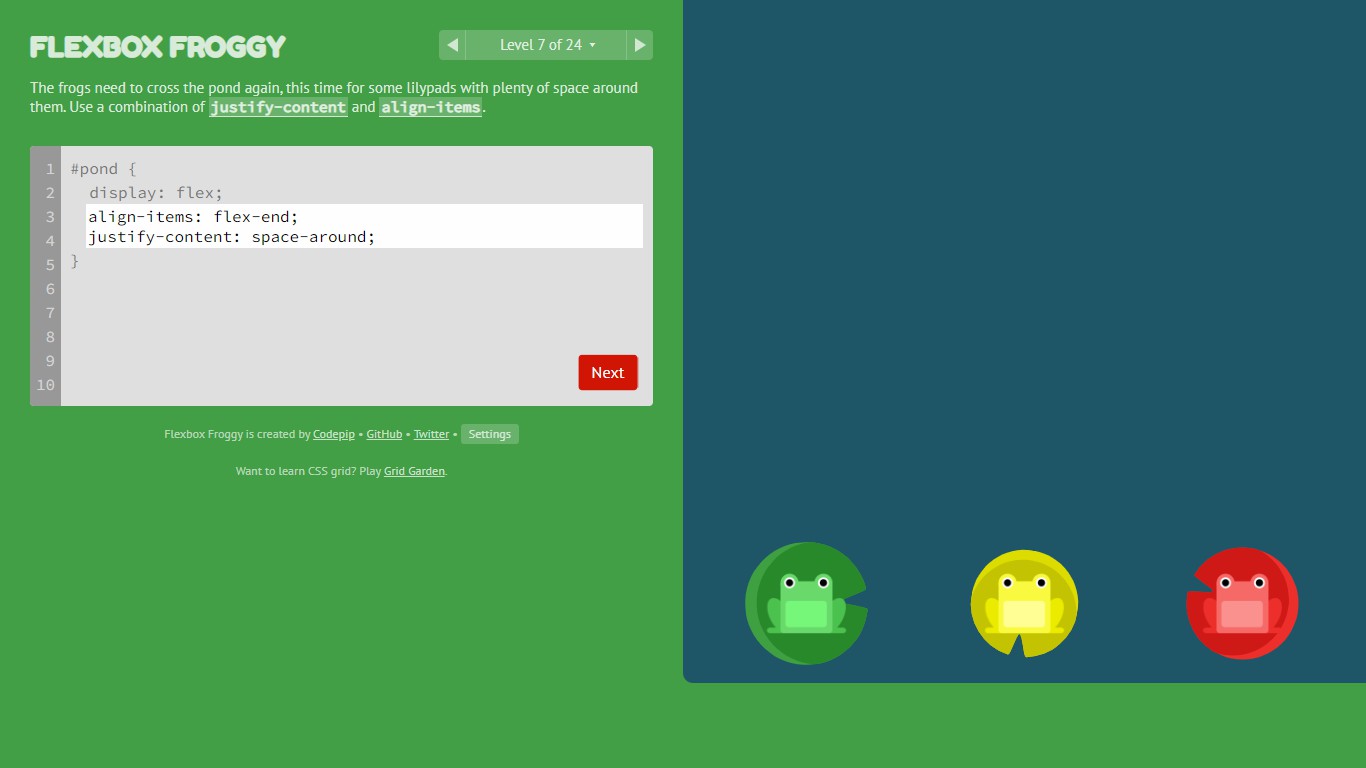 FLEXBOX FROGGY
Level 7 of 24
The frogs need to cross the pond again, this time for some lilypads with plenty of space around
them. Use a combination of justify-content and align-items.
1 #pond {
2 display: flex;
3 align-items: flex-end;
4 justify-content: space-around;
5 }
6
7
8
9
10
Next
Flexbox Froggy is created by Codepip • GitHub • Twitter • Settings
Want to learn CSS grid? Play Grid Garden.